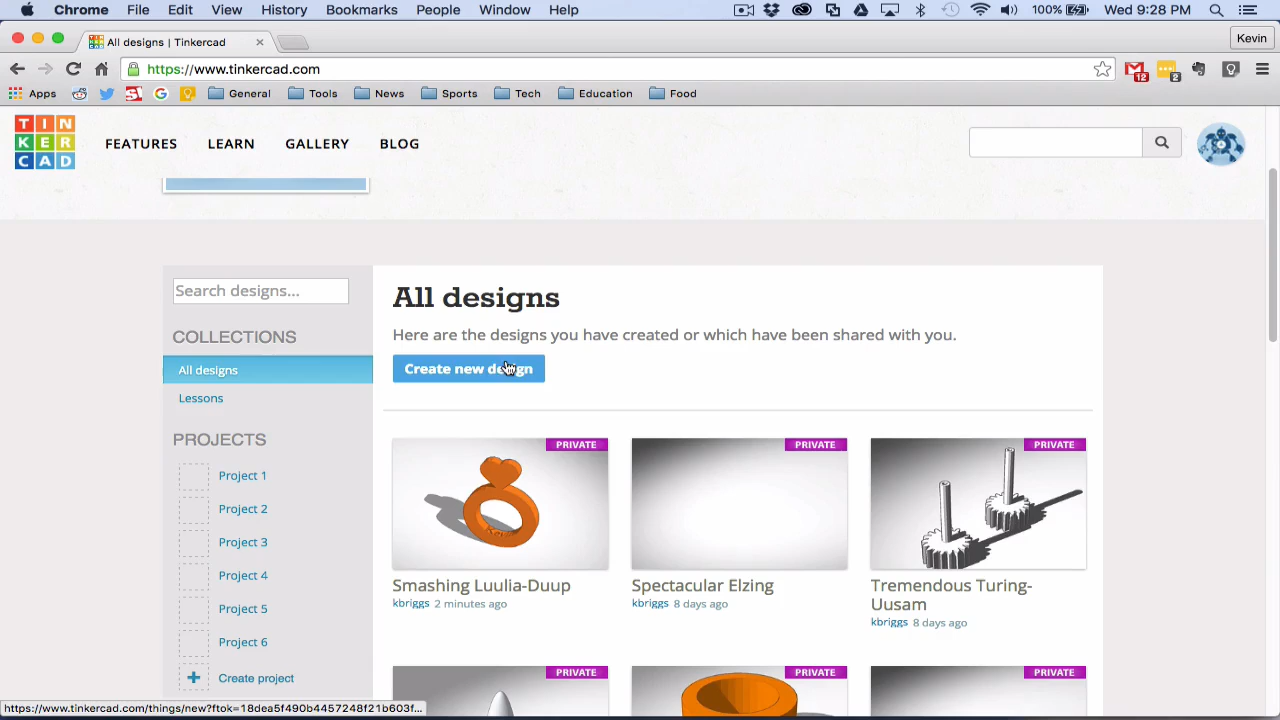 Chrome File Edit View History Bookmarks People Window Help 100% Wed 9:28 PM
All designs | Tinkercad Kevin
https://www.tinkercad.com 12 2
Apps General Tools News Sports Tech Education Food
TINKERCAD FEATURES LEARN GALLERY BLOG
Search designs...
COLLECTIONS
All designs
Lessons
PROJECTS
Project 1
Project 2
Project 3
Project 4
Project 5
Project 6
Create project
All designs
Here are the designs you have created or which have been shared with you.
Create new design
PRIVATE PRIVATE PRIVATE
Smashing Luulia-Duup
kbriggs 2 minutes ago
Spectacular Elzing
kbriggs 8 days ago
Tremendous Turing-
Uusam
kbriggs 8 days ago
PRIVATE PRIVATE PRIVATE
https://www.tinkercad.com/things/new?ftok=18dea5f490b4457248f21b603f...